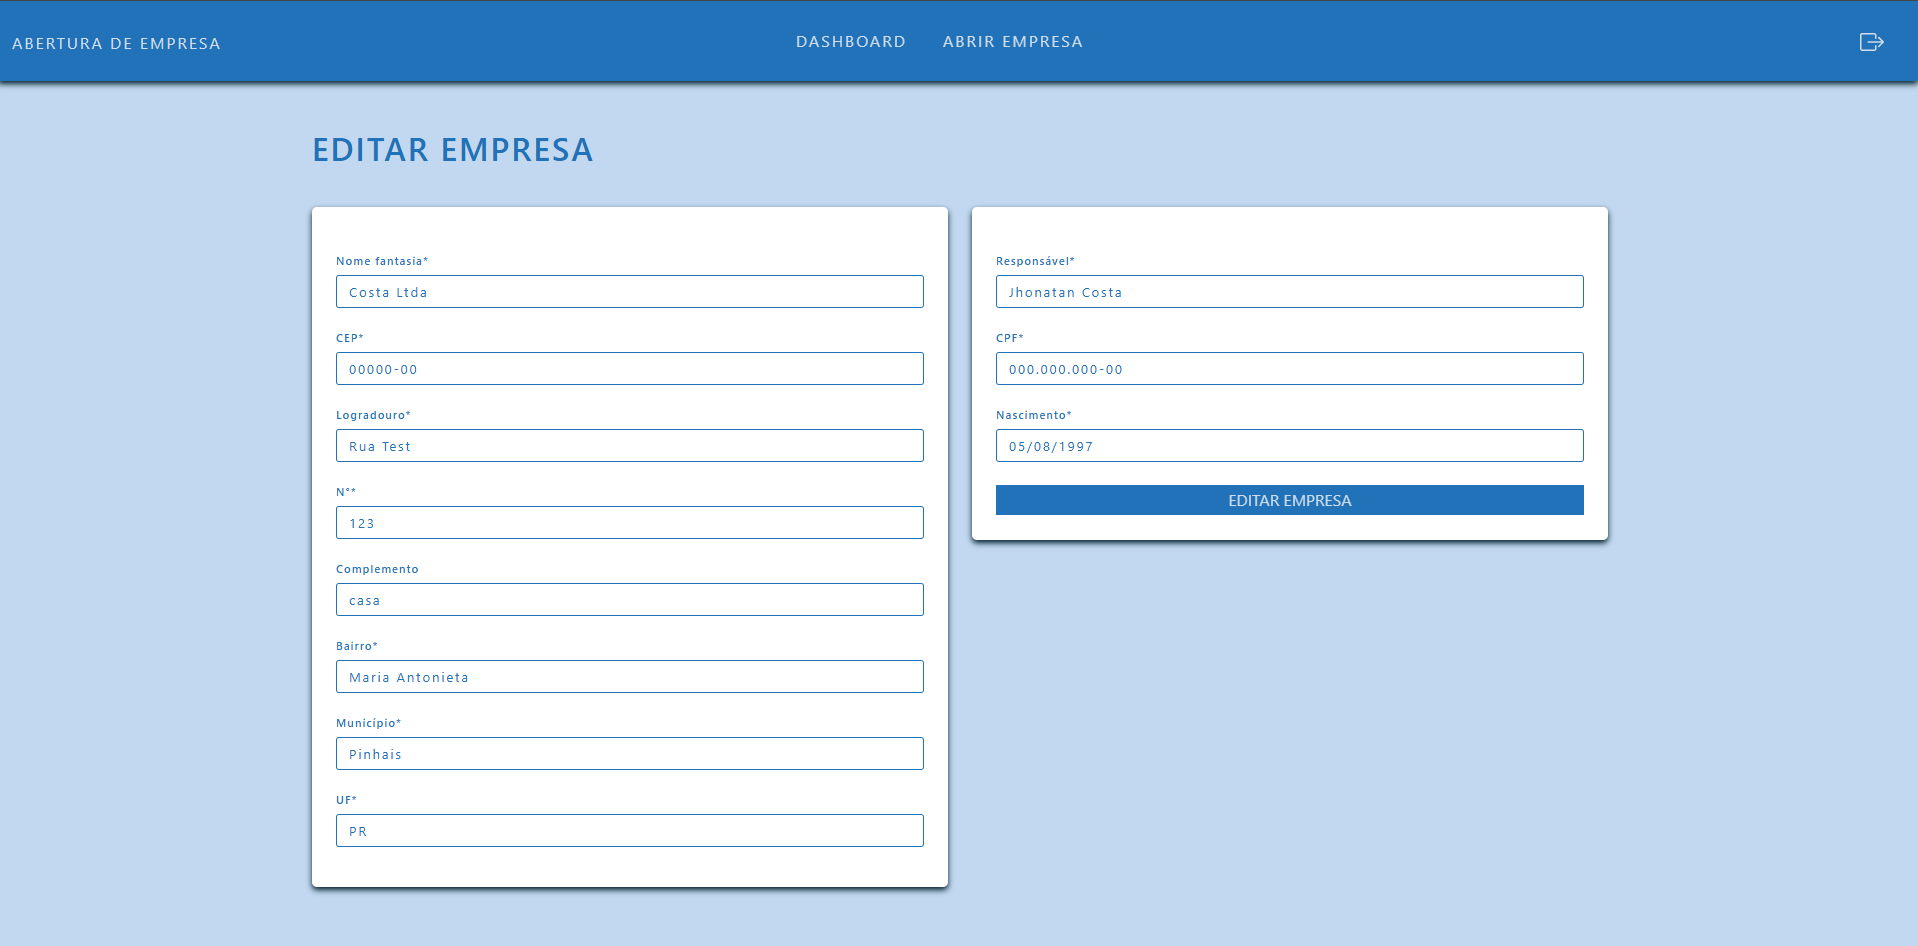 ABERTURA DE EMPRESA
DASHBOARD
ABRIR EMPRESA
EDITAR EMPRESA
Nome fantasia*
Costa Ltda
CEP*
00000-00
Logradouro*
Rua Test
N°*
123
Complemento
casa
Bairro*
Maria Antonieta
Município*
Pinhais
UF*
PR
Responsável*
Jhonatan Costa
CPF*
000.000.000-00
Nascimento*
05/08/1997
EDITAR EMPRESA